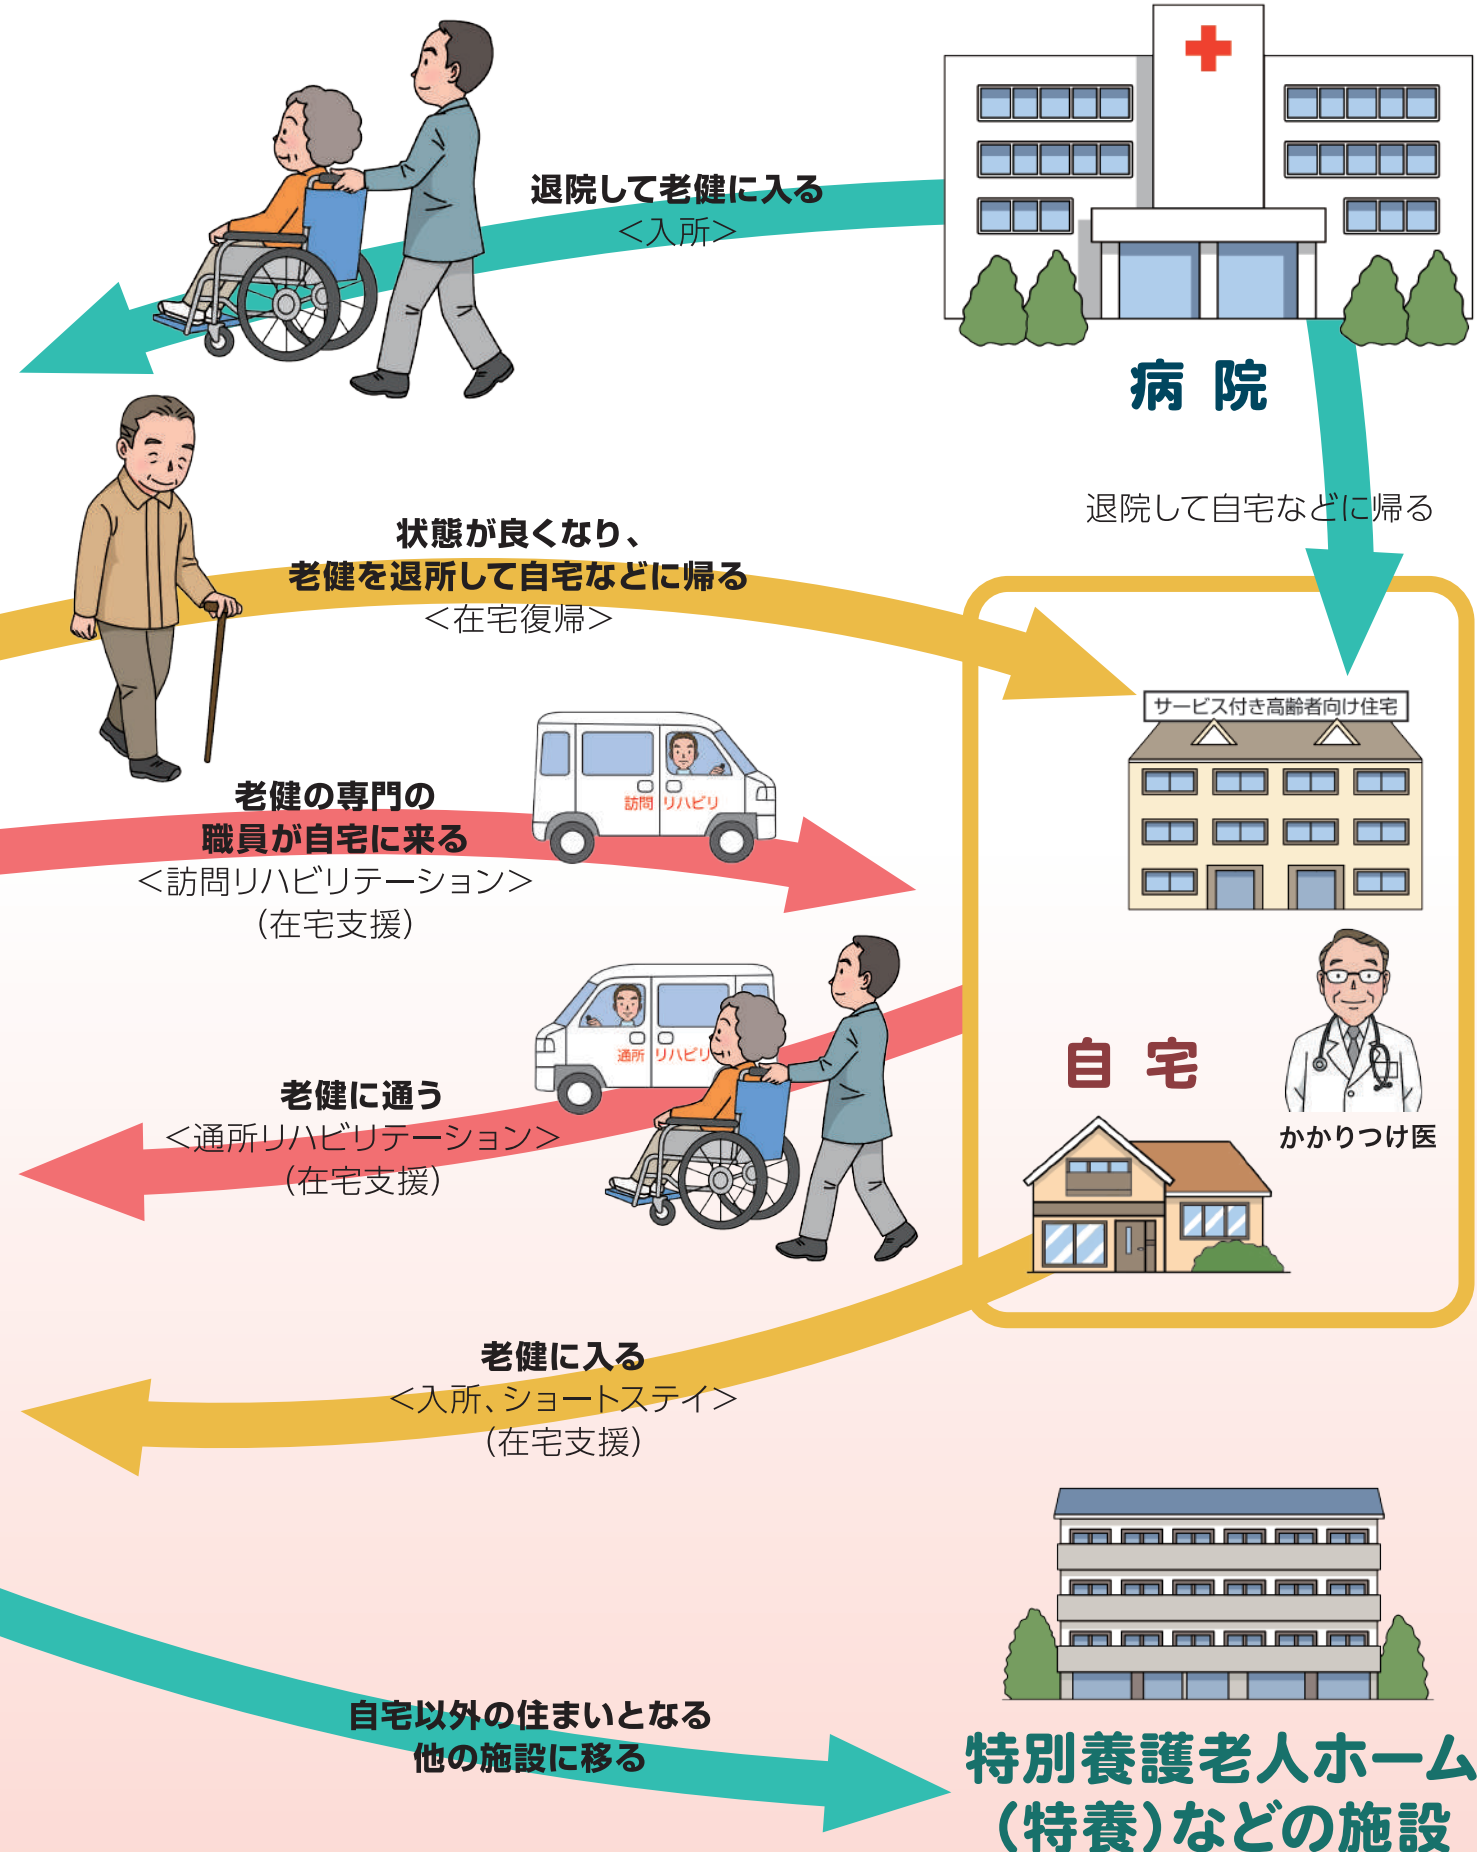 退院して老健に入る
＜入所＞
病院
退院して自宅などに帰る
状態が良くなり、
老健を退所して自宅などに帰る
＜在宅復帰＞
サービス付き高齢者向け住宅
訪問リハビリ
老健の専門の
職員が自宅に来る
＜訪問リハビリテーション＞
（在宅支援）
通所リハビリ
自宅
かかりつけ医
老健に通う
＜通所リハビリテーション＞
（在宅支援）
老健に入る
＜入所、ショートステイ＞
（在宅支援）
自宅以外の住まいとなる
他の施設に移る
特別養護老人ホーム
（特養）などの施設